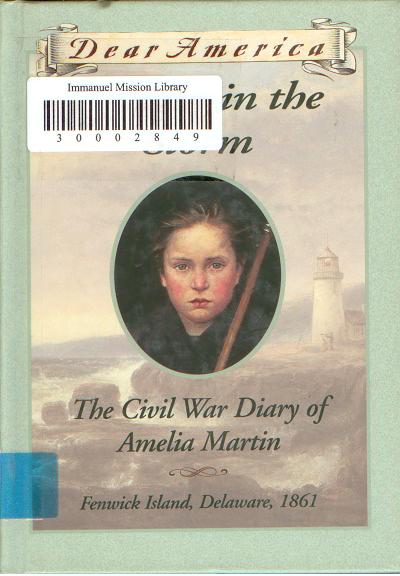 Dear America
Immanuel Mission Library
30002849
in the
Storm
The Civil War Diary of
Amelia Martin
Fenwick Island, Delaware, 1861